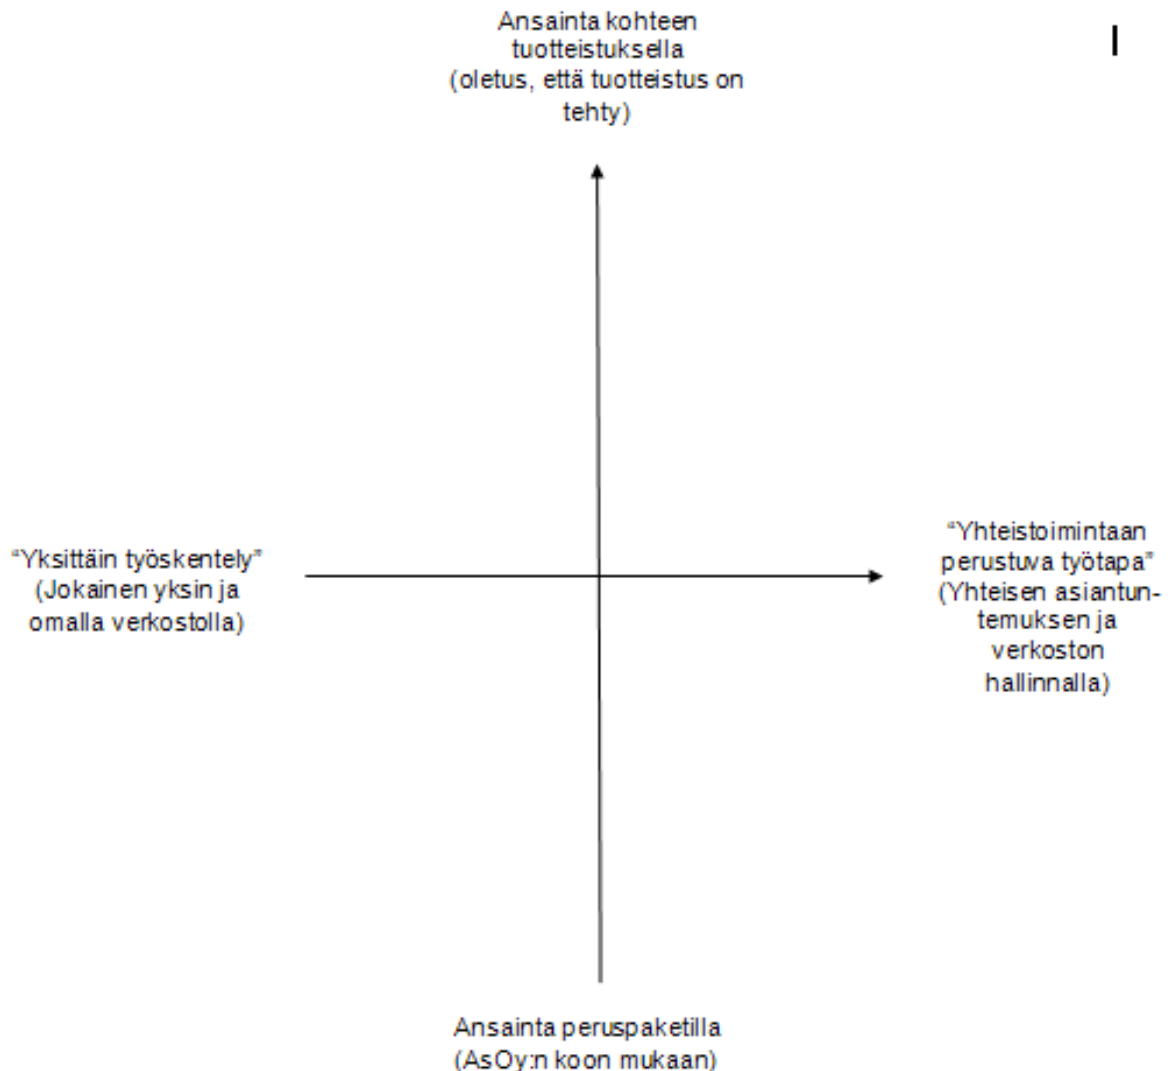 Ansainta kohteen
tuotteistuksella
(oletus, että tuotteistus on
tehty)
I
"Yksittäin työskentely"
(Jokainen yksin ja
omalla verkostolla)
"Yhteistoimintaan
perustuva työtapa"
(Yhteisen asiantun-
temuksen ja
verkoston
hallinnalla)
Ansainta peruspaketilla
(AsOy:n koon mukaan)